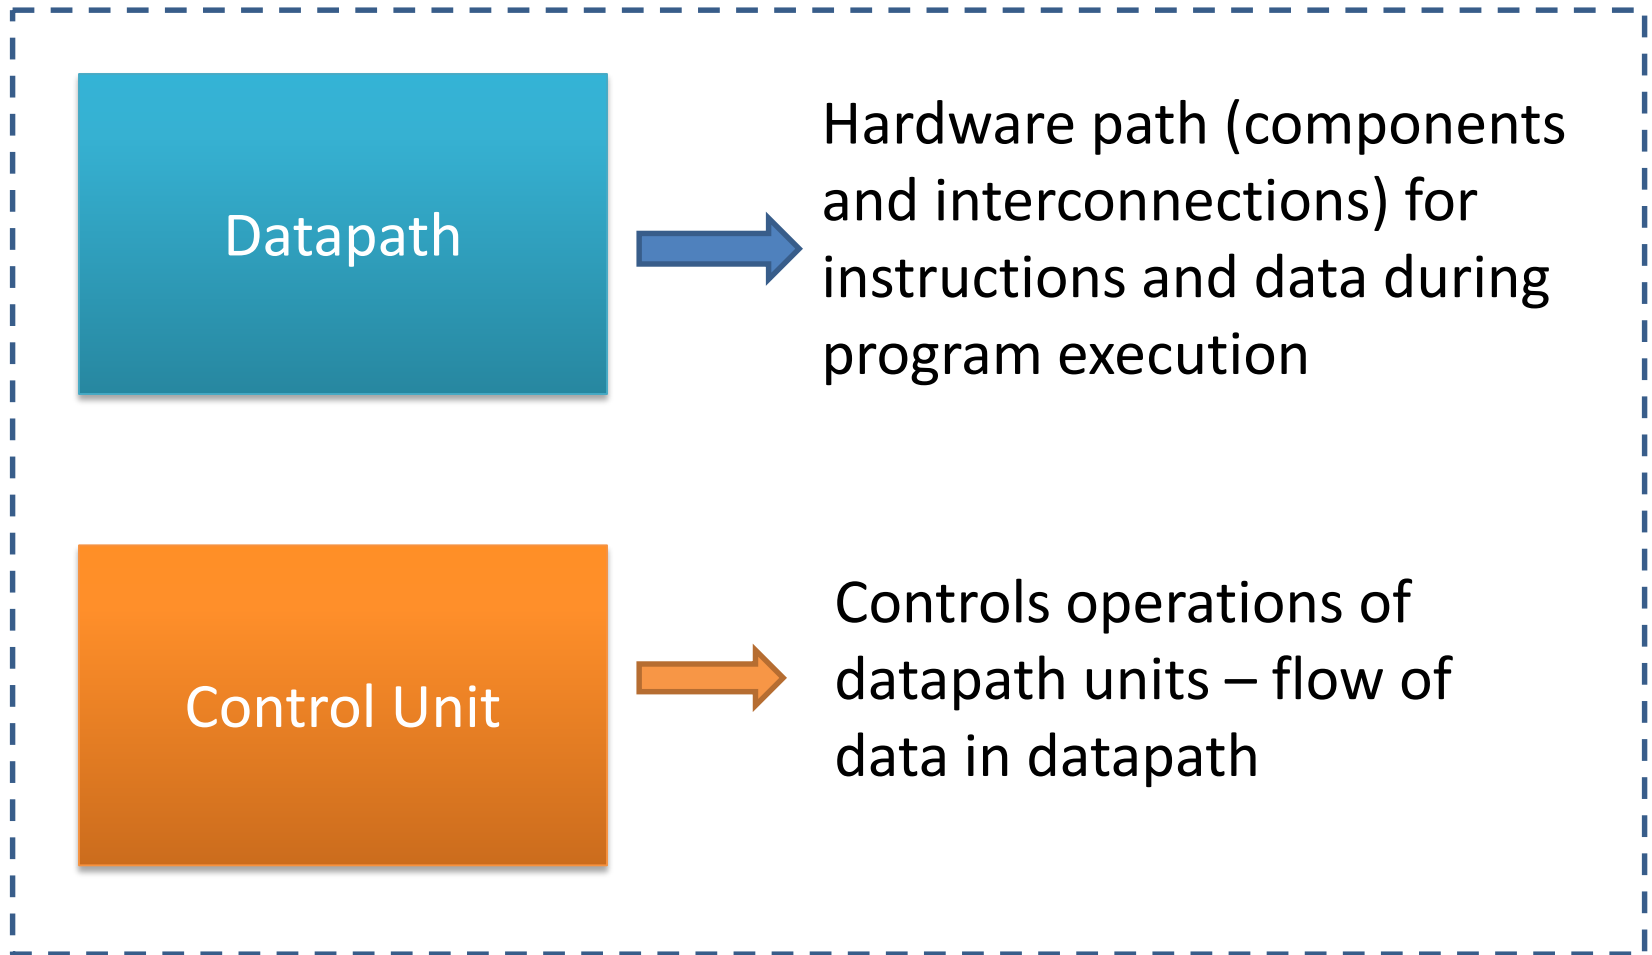 Datapath
Hardware path (components
and interconnections) for
instructions and data during
program execution
Control Unit
Controls operations of
datapath units – flow of
data in datapath